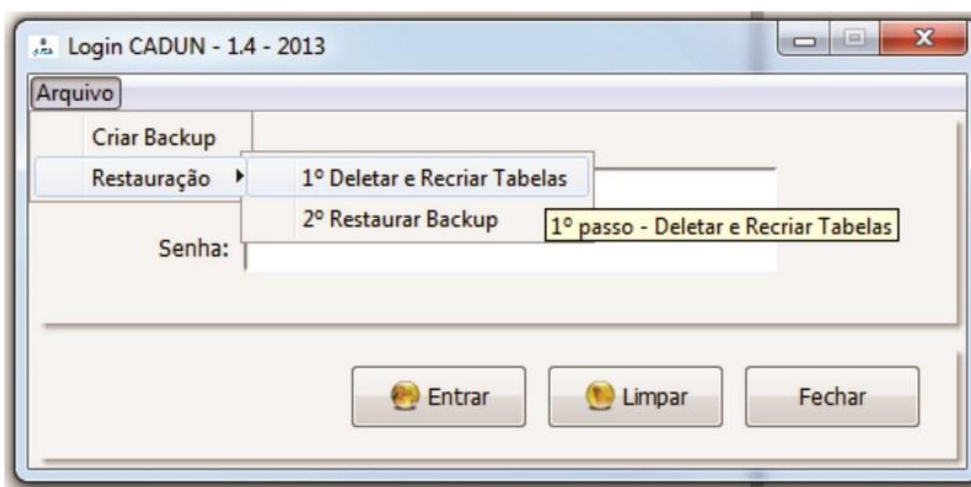 Login CADUN - 1.4 - 2013
Arquivo
Criar Backup
Restauração
1º Deletar e Recriar Tabelas
2º Restaurar Backup
1º passo - Deletar e Recriar Tabelas
Senha:
Entrar
Limpar
Fechar